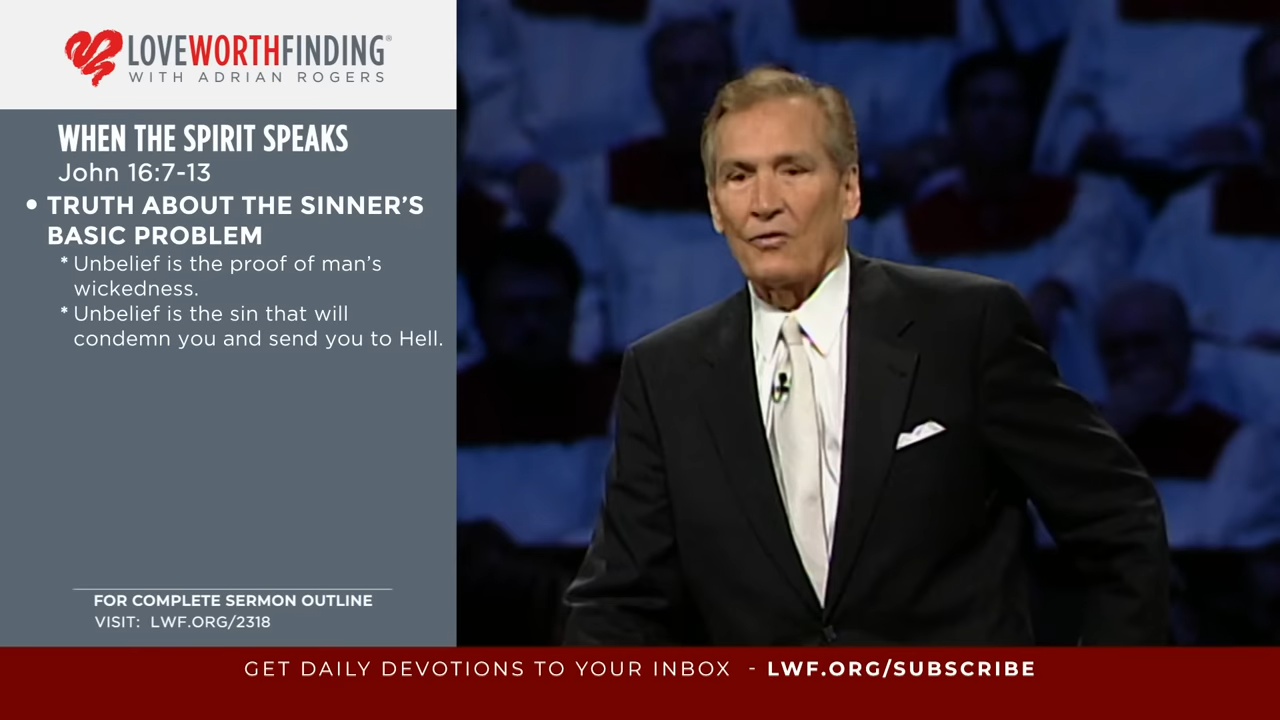 LOVEWORTHFINDING®
WITH ADRIAN ROGERS
WHEN THE SPIRIT SPEAKS
John 16:7-13
• TRUTH ABOUT THE SINNER'S
BASIC PROBLEM
* Unbelief is the proof of man's
wickedness.
* Unbelief is the sin that will
condemn you and send you to Hell.
FOR COMPLETE SERMON OUTLINE
VISIT: LWF.ORG/2318
GET DAILY DEVOTIONS TO YOUR INBOX - LWF.ORG/SUBSCRIBE